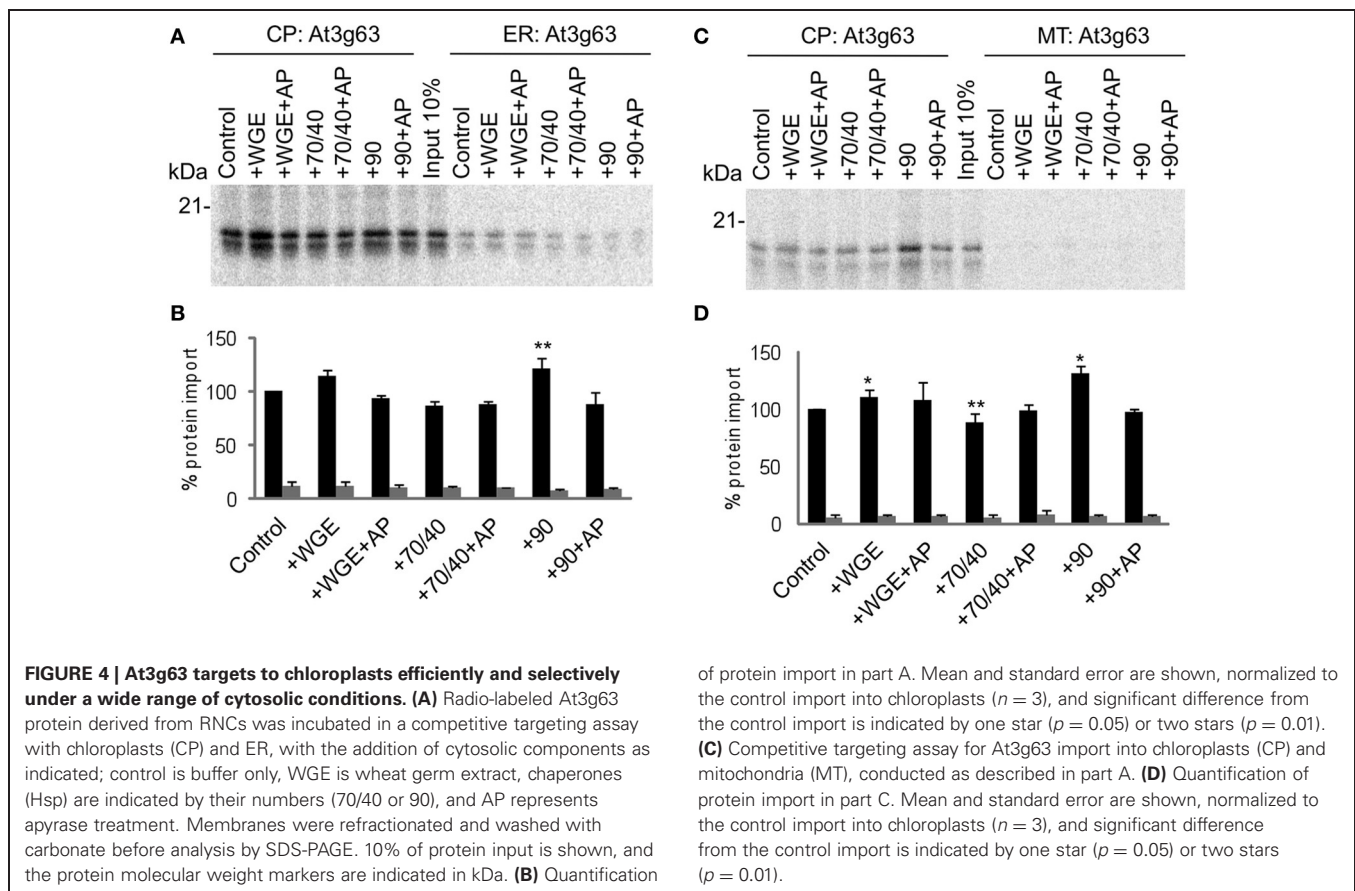 A
CP: At3g63
ER: At3g63
Control
+WGE
+WGE+AP
+70/40
+70/40+AP
+90
+90+AP
Input 10%
Control
+WGE
+WGE+AP
+70/40
+70/40+AP
+90
+90+AP
kDa
21-
B
% protein import
150
100
50
0
**
Control
+WGE
+WGE+AP
+70/40
+70/40+AP
+90
+90+AP
C
CP: At3g63
MT: At3g63
Control
+WGE
+WGE+AP
+70/40
+70/40+AP
+90
+90+AP
Input 10%
Control
+WGE
+WGE+AP
+70/40
+70/40+AP
+90
+90+AP
kDa
21-
D
% protein import
150
100
50
0
*
**
*
Control
+WGE
+WGE+AP
+70/40
+70/40+AP
+90
+90+AP
FIGURE 4 | At3g63 targets to chloroplasts efficiently and selectively
under a wide range of cytosolic conditions. (A) Radio-labeled At3g63
protein derived from RNCs was incubated in a competitive targeting assay
with chloroplasts (CP) and ER, with the addition of cytosolic components as
indicated; control is buffer only, WGE is wheat germ extract, chaperones
(Hsp) are indicated by their numbers (70/40 or 90), and AP represents
apyrase treatment. Membranes were refractionated and washed with
carbonate before analysis by SDS-PAGE. 10% of protein input is shown, and
the protein molecular weight markers are indicated in kDa. (B) Quantification
of protein import in part A. Mean and standard error are shown, normalized to
the control import into chloroplasts (n = 3), and significant difference from
the control import is indicated by one star (p = 0.05) or two stars (p = 0.01).
(C) Competitive targeting assay for At3g63 import into chloroplasts (CP) and
mitochondria (MT), conducted as described in part A. (D) Quantification of
protein import in part C. Mean and standard error are shown, normalized to
the control import into chloroplasts (n = 3), and significant difference
from the control import is indicated by one star (p = 0.05) or two stars
(p = 0.01).